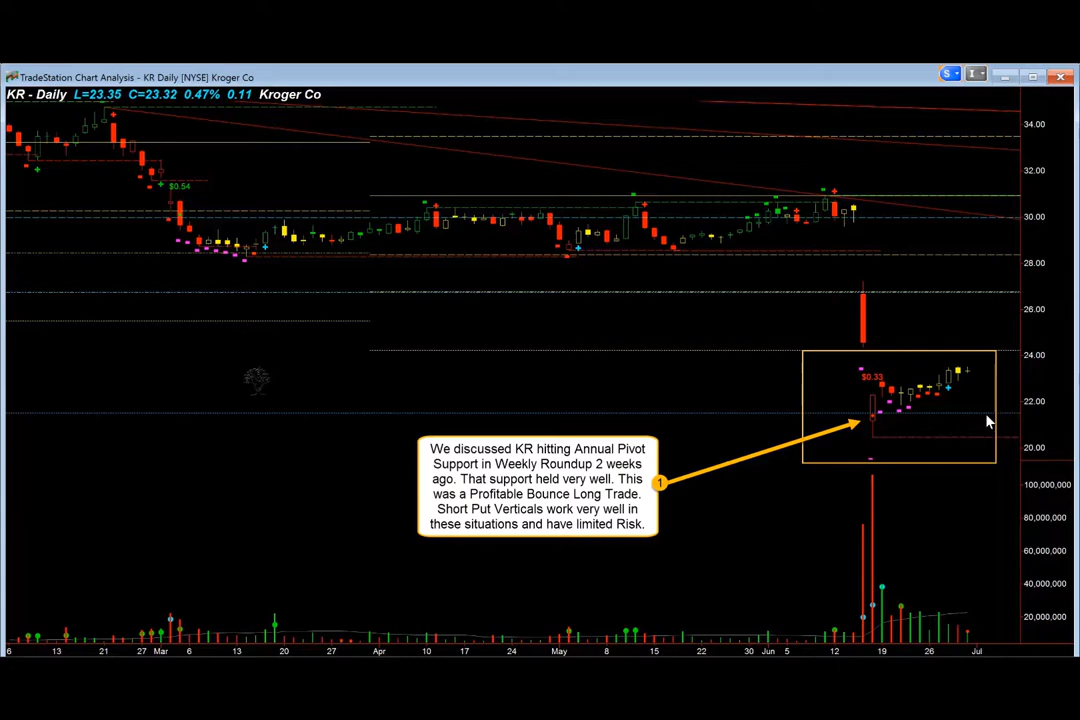 TradeStation Chart Analysis - KR Daily [NYSE] Kroger Co
S I
KR - Daily L=23.35 C=23.32 0.47% 0.11 Kroger Co
34.00
32.00
$0.54
30.00
28.00
26.00
24.00
$0.33
22.00
20.00
We discussed KR hitting Annual Pivot
Support in Weekly Roundup 2 weeks
ago. That support held very well. This
was a Profitable Bounce Long Trade.
Short Put Verticals work very well in
these situations and have limited Risk.
1
100,000,000
80,000,000
60,000,000
40,000,000
20,000,000
6 13 21 27 Mar 6 13 20 27 Apr 10 17 24 May 8 15 22 30 Jun 5 12 19 26 Jul